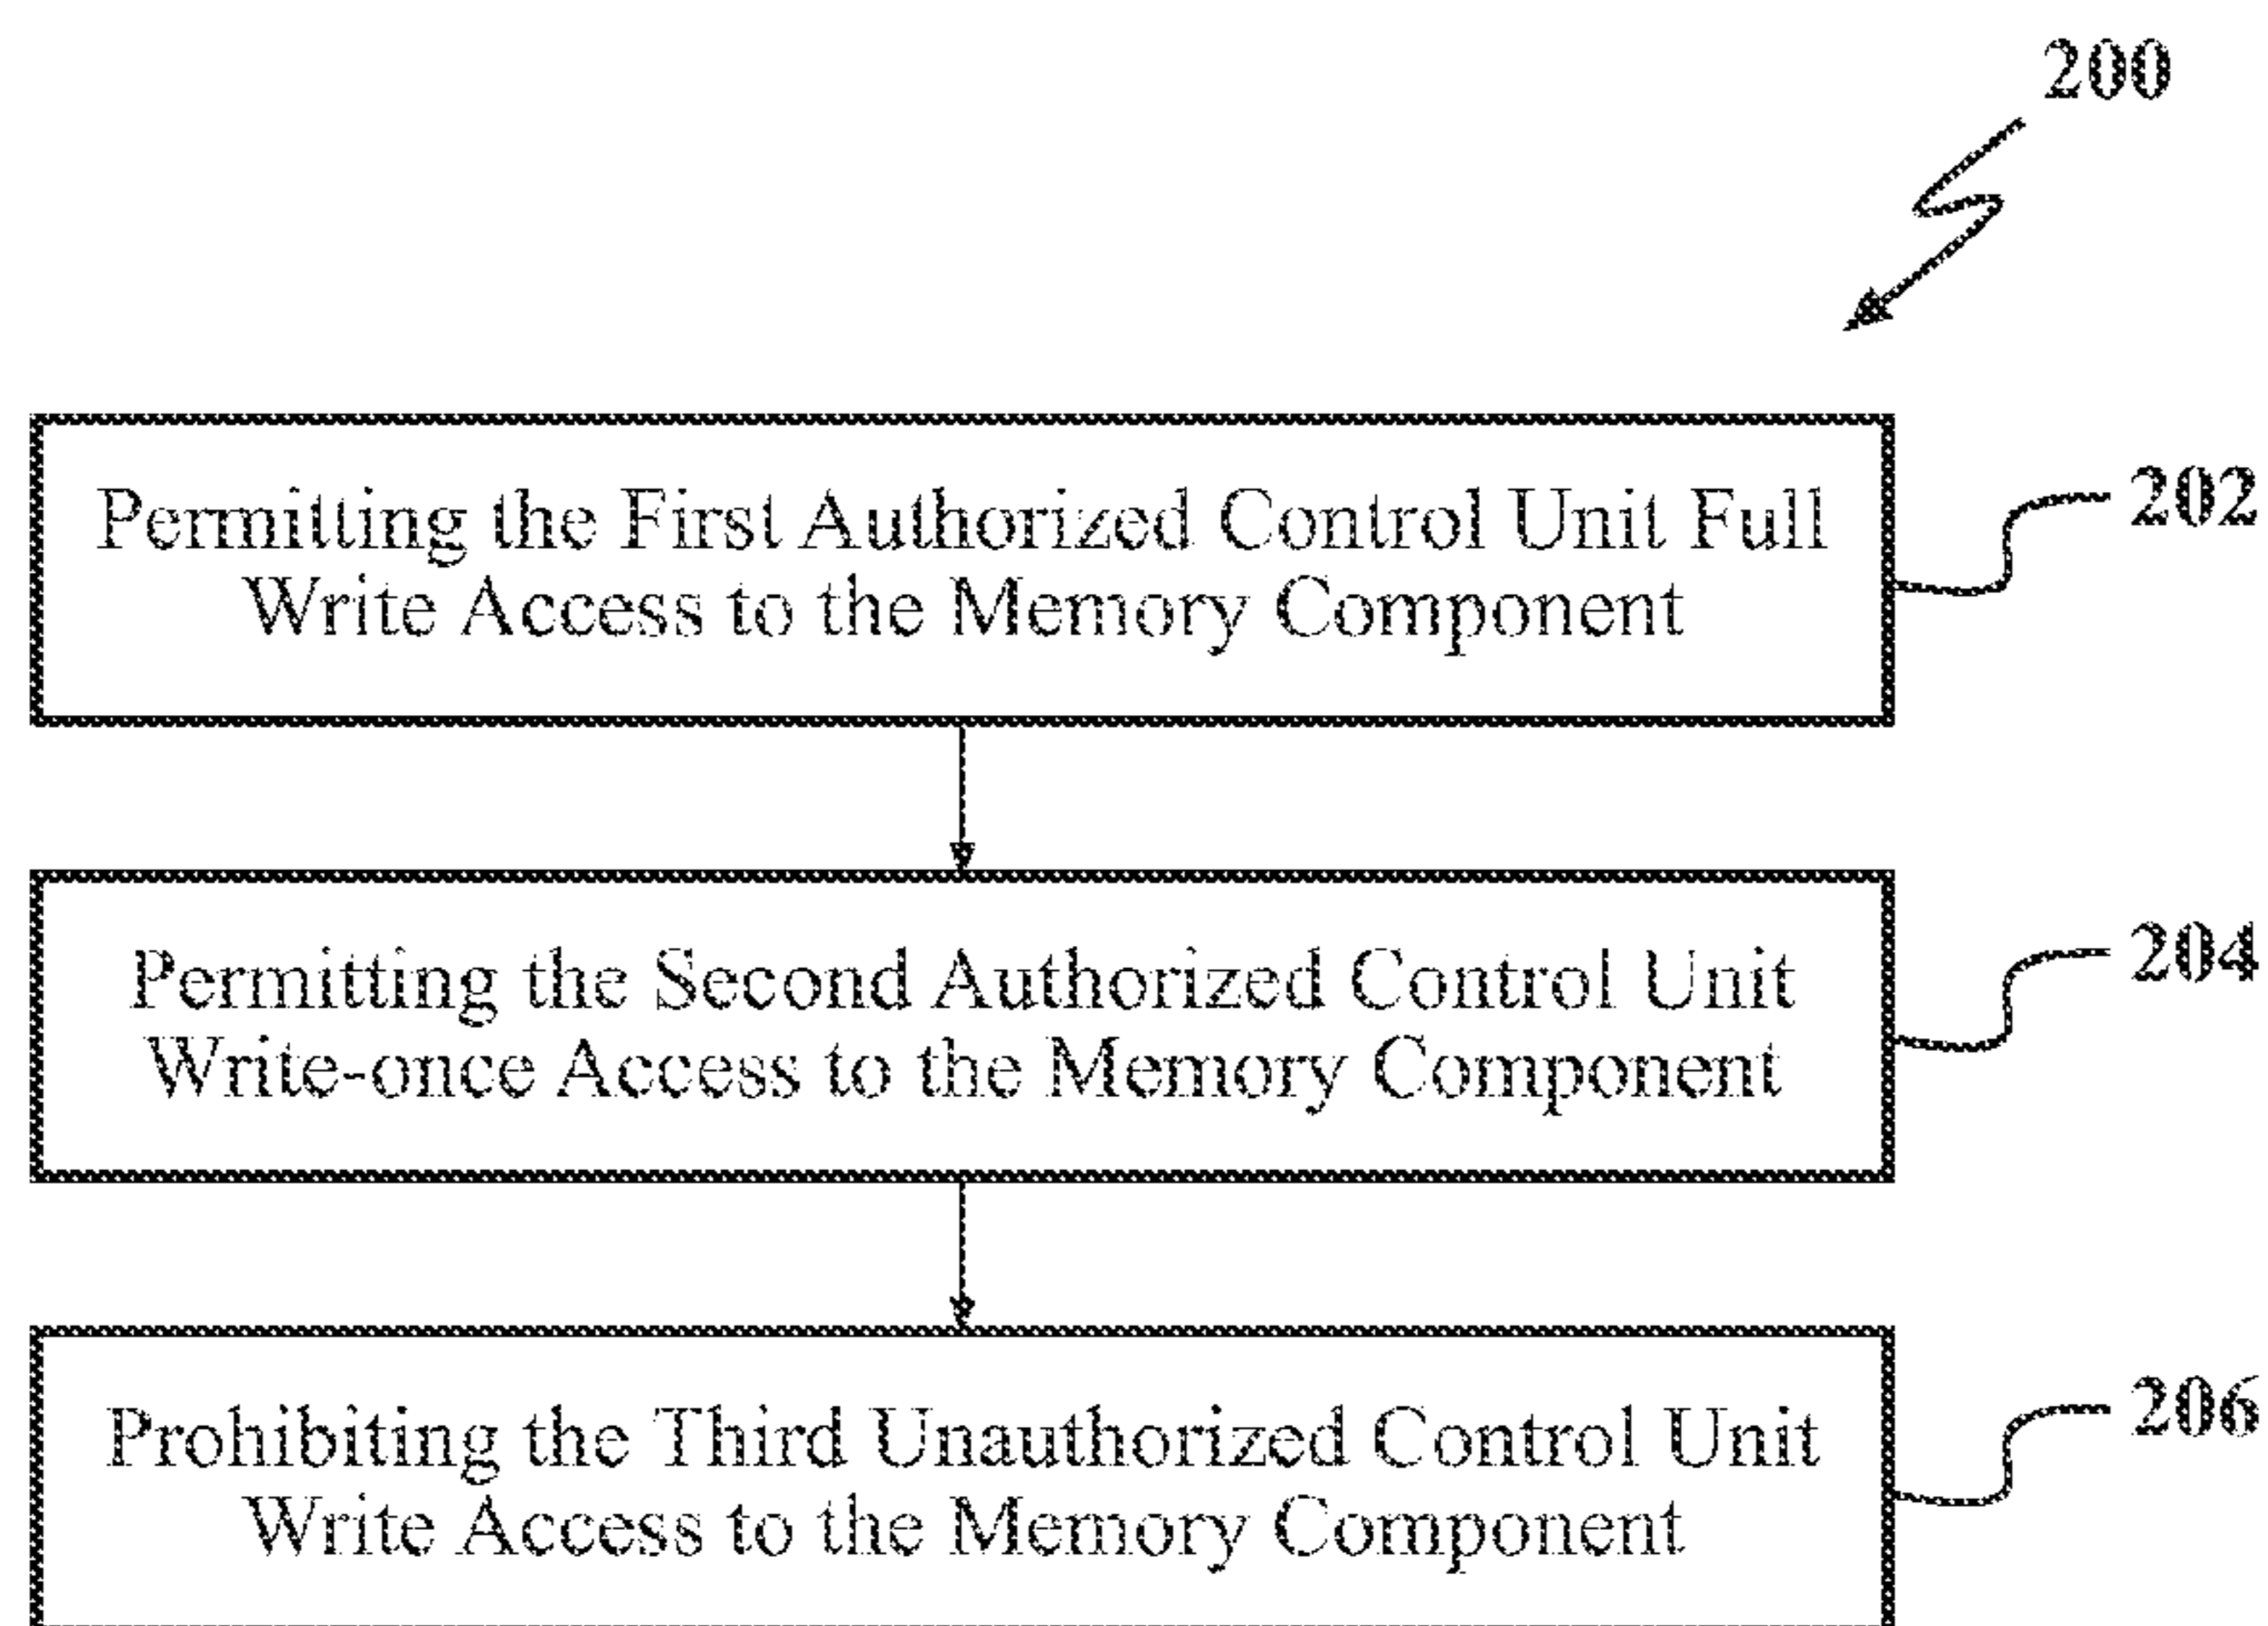 200
Permitting the First Authorized Control Unit Full
Write Access to the Memory Component
202
Permitting the Second Authorized Control Unit
Write-once Access to the Memory Component
204
Prohibiting the Third Unauthorized Control Unit
Write Access to the Memory Component
206